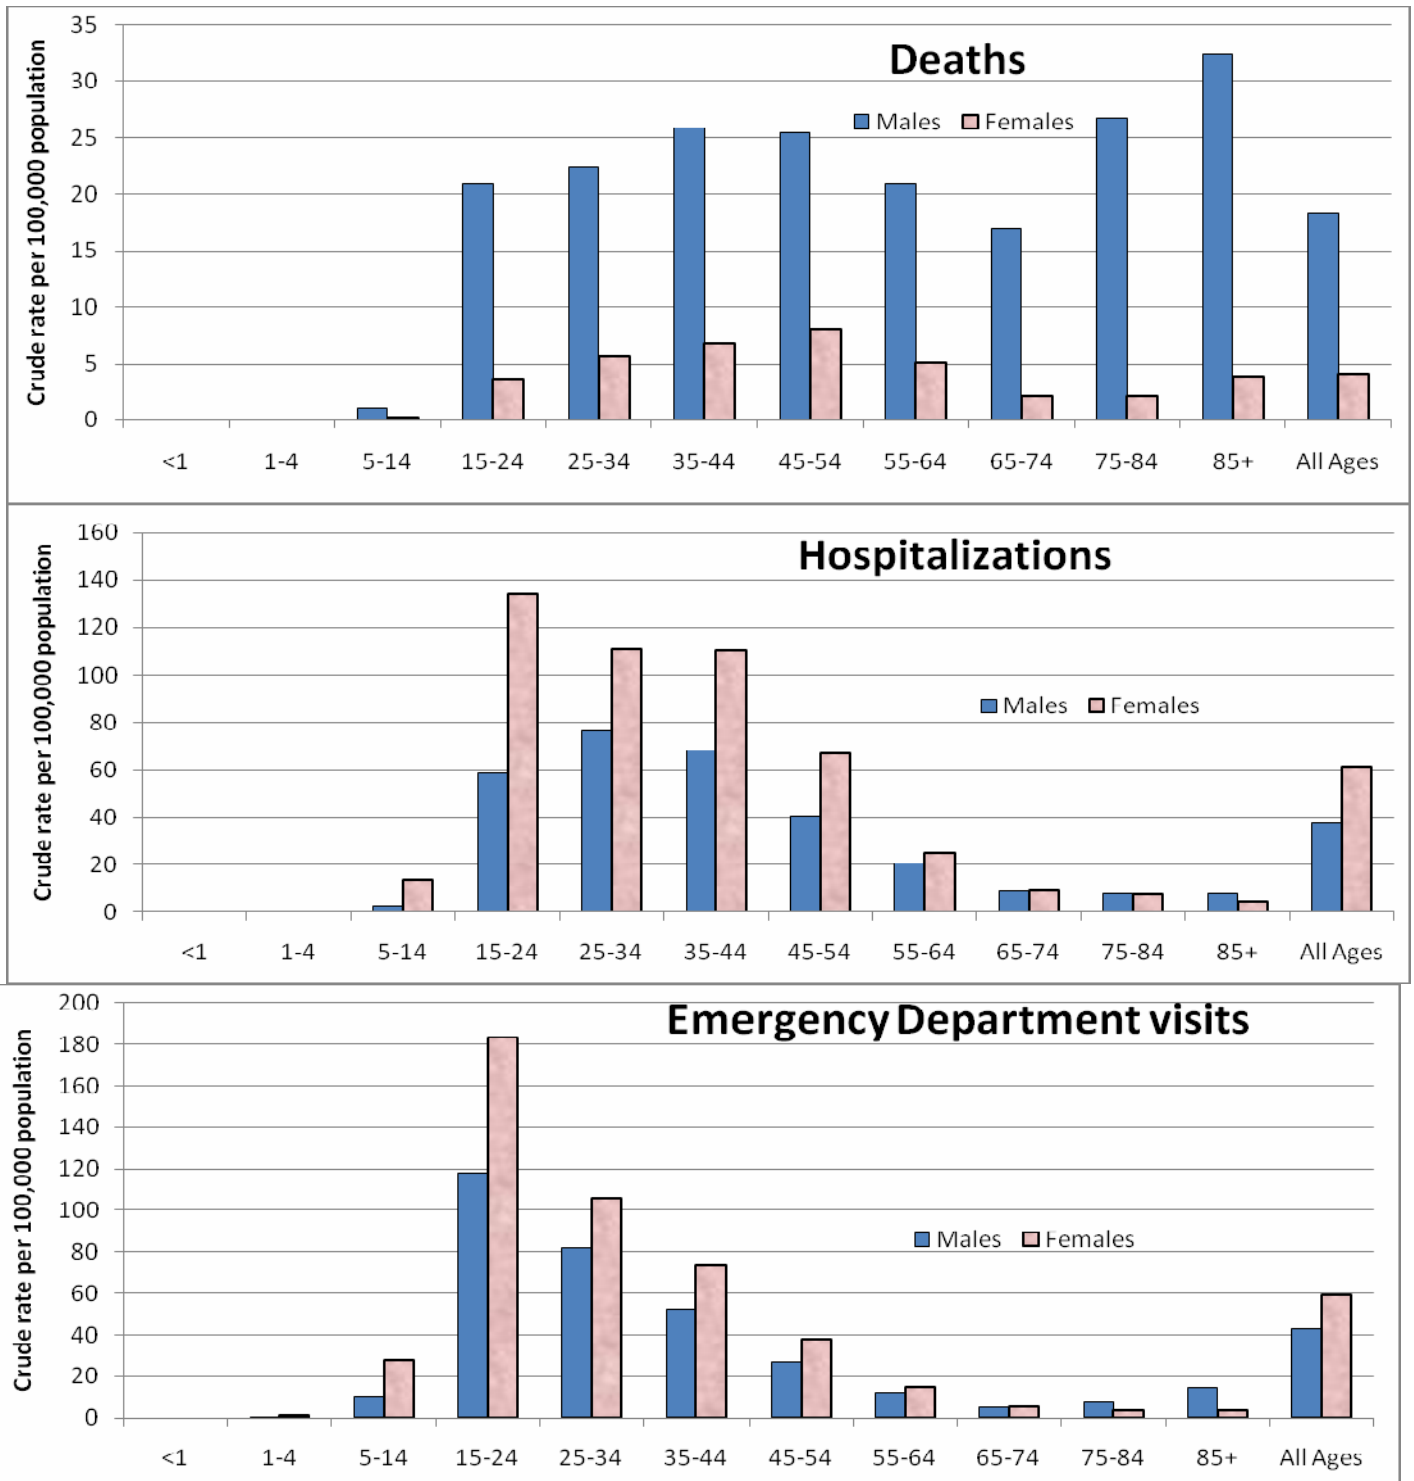 Deaths
Crude rate per 100,000 population
35
30
25
20
15
10
5
0
Males Females
<1 1-4 5-14 15-24 25-34 35-44 45-54 55-64 65-74 75-84 85+ All Ages
Hospitalizations
Crude rate per 100,000 population
160
140
120
100
80
60
40
20
0
Males Females
<1 1-4 5-14 15-24 25-34 35-44 45-54 55-64 65-74 75-84 85+ All Ages
Emergency Department visits
Crude rate per 100,000 population
200
180
160
140
120
100
80
60
40
20
0
Males Females
<1 1-4 5-14 15-24 25-34 35-44 45-54 55-64 65-74 75-84 85+ All Ages